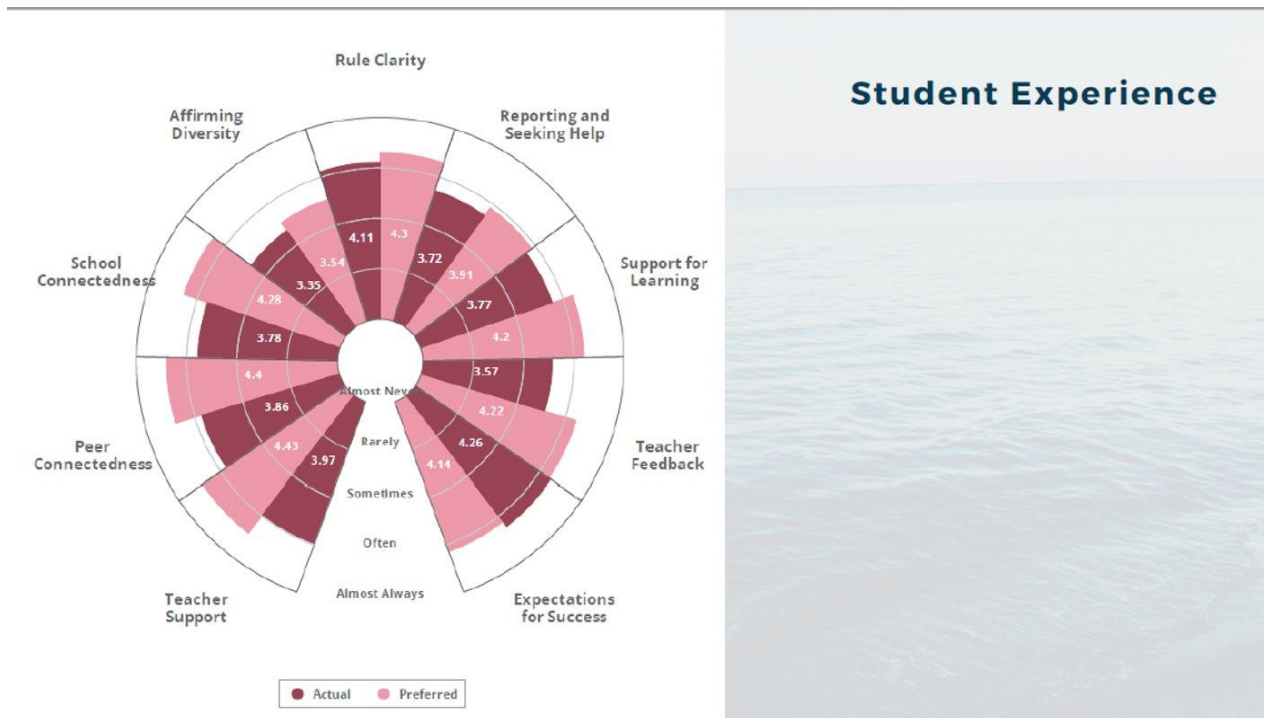 Student Experience
Rule Clarity
Affirming
Diversity
Reporting and
Seeking Help
School
Connectedness
Support for
Learning
Peer
Connectedness
Teacher
Feedback
Teacher
Support
Expectations
for Success
4.11
4.3
3.72
3.91
3.77
4.2
3.57
4.22
4.26
4.14
3.54
3.35
4.28
3.78
4.4
3.86
4.43
3.97
Almost Never
Rarely
Sometimes
Often
Almost Always
Actual
Preferred